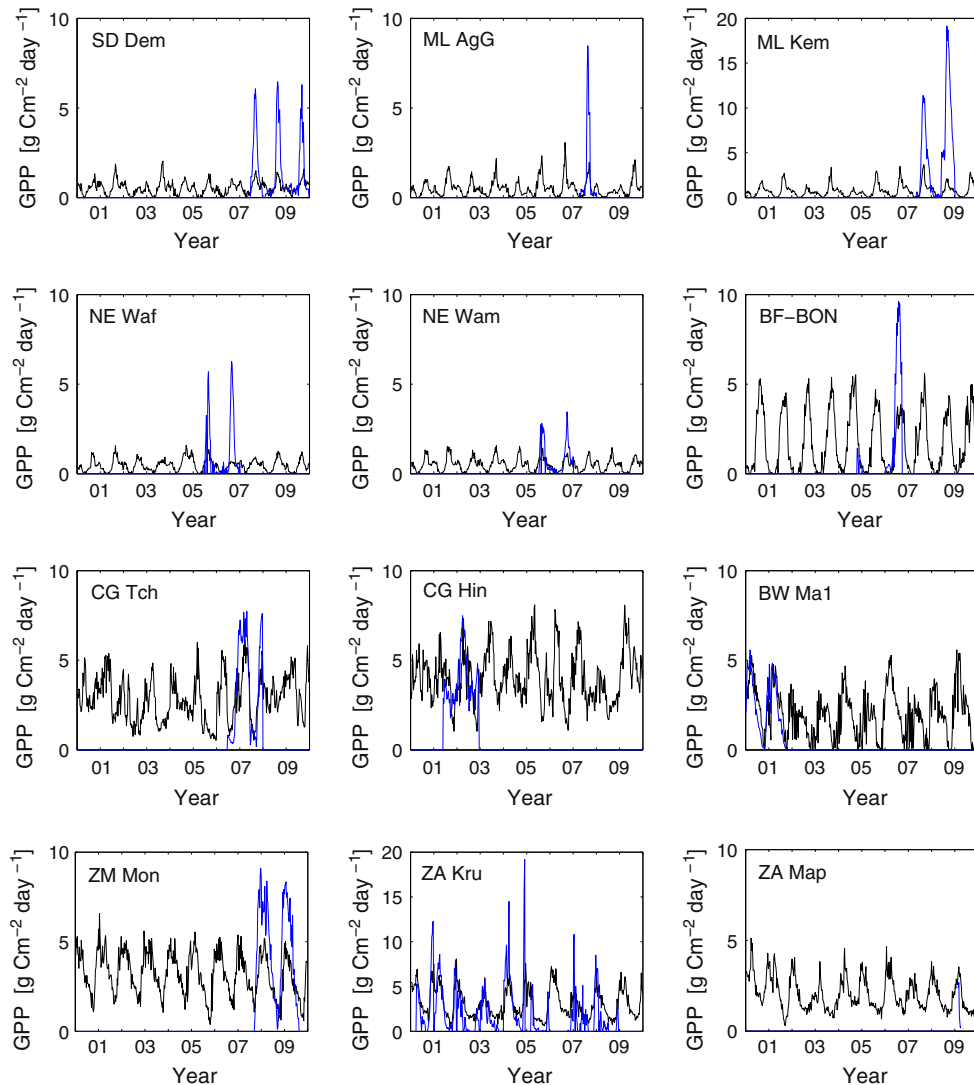 SD Dem
GPP [g Cm−2 day−1]
10
5
0
01 03 05 07 09
Year
ML AgG
GPP [g Cm−2 day−1]
10
5
0
01 03 05 07 09
Year
ML Kem
GPP [g Cm−2 day−1]
20
15
10
5
0
01 03 05 07 09
Year
NE Waf
GPP [g Cm−2 day−1]
10
5
0
01 03 05 07 09
Year
NE Wam
GPP [g Cm−2 day−1]
10
5
0
01 03 05 07 09
Year
BF−BON
GPP [g Cm−2 day−1]
10
5
0
01 03 05 07 09
Year
CG Tch
GPP [g Cm−2 day−1]
10
5
0
01 03 05 07 09
Year
CG Hin
GPP [g Cm−2 day−1]
10
5
0
01 03 05 07 09
Year
BW Ma1
GPP [g Cm−2 day−1]
10
5
0
01 03 05 07 09
Year
ZM Mon
GPP [g Cm−2 day−1]
10
5
0
01 03 05 07 09
Year
ZA Kru
GPP [g Cm−2 day−1]
20
15
10
5
0
01 03 05 07 09
Year
ZA Map
GPP [g Cm−2 day−1]
10
5
0
01 03 05 07 09
Year